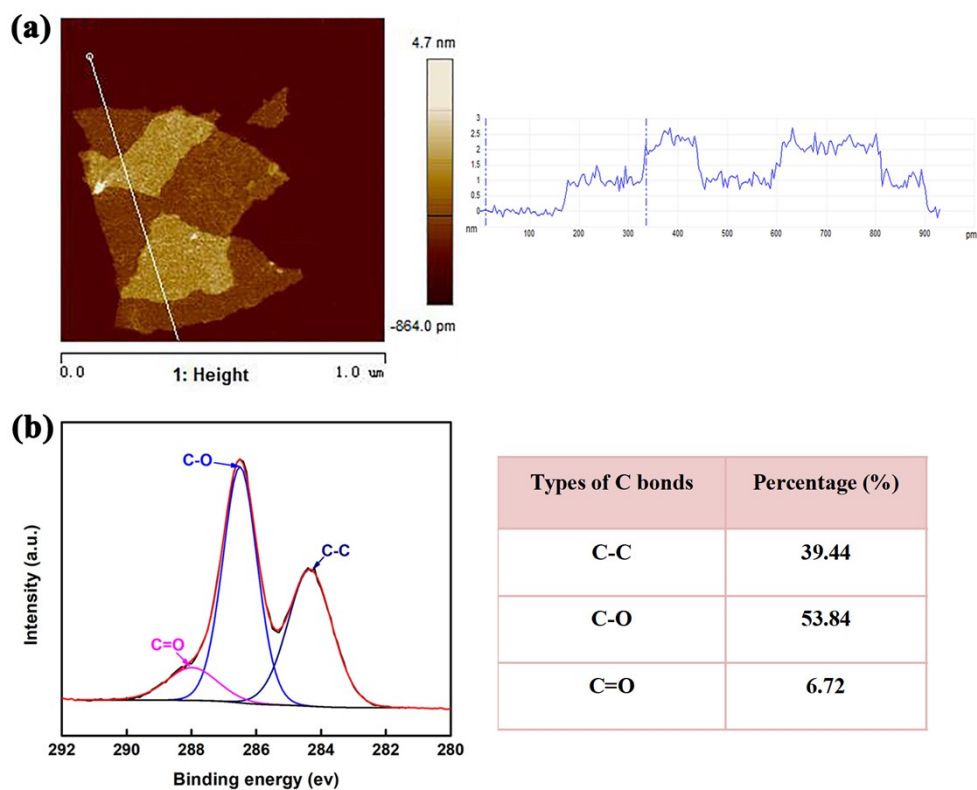 (a)
4.7 nm
-864.0 pm
0.0 1: Height 1.0 um
3
2.5
2
1.5
1
0.5
0
nm 100 200 300 400 500 600 700 800 900 pm
(b)
C-O
C-C
C=O
Intensity (a.u.)
292 290 288 286 284 282 280
Binding energy (ev)
Types of C bonds Percentage (%)
C-C 39.44
C-O 53.84
C=O 6.72